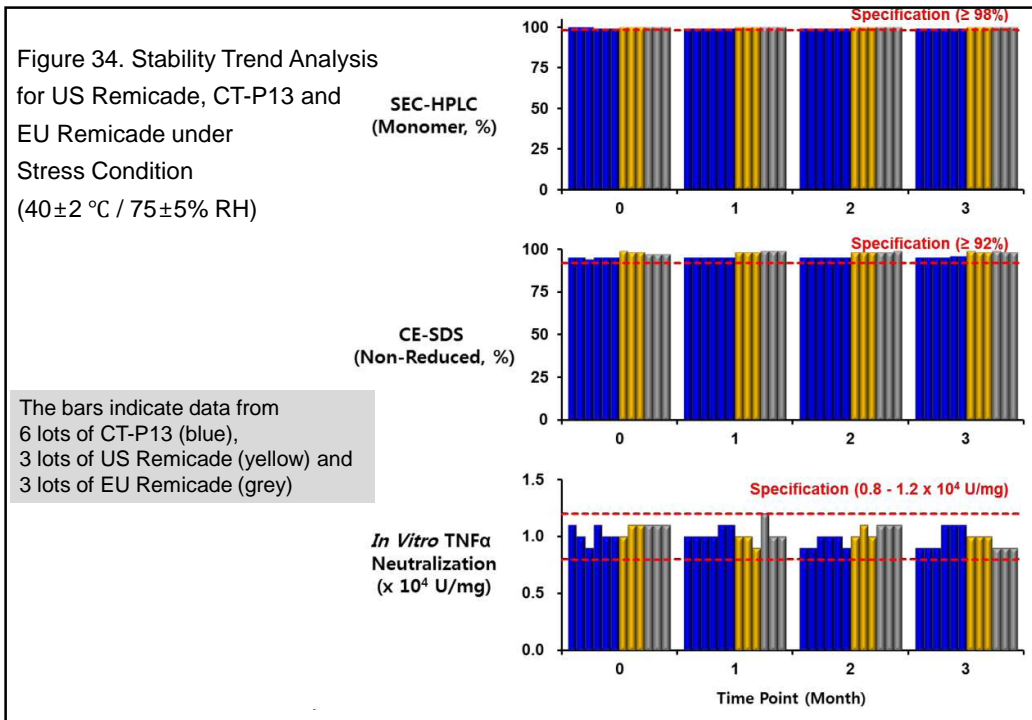 Figure 34. Stability Trend Analysis
for US Remicade, CT-P13 and
EU Remicade under
Stress Condition
(40±2 ℃ / 75±5% RH)
The bars indicate data from
6 lots of CT-P13 (blue),
3 lots of US Remicade (yellow) and
3 lots of EU Remicade (grey)
SEC-HPLC
(Monomer, %)
Specification (≥ 98%)
100
75
50
25
0
0 1 2 3
CE-SDS
(Non-Reduced, %)
Specification (≥ 92%)
100
75
50
25
0
0 1 2 3
In Vitro TNFα
Neutralization
(x 10⁴ U/mg)
Specification (0.8 - 1.2 x 10⁴ U/mg)
1.5
1.0
0.5
0.0
0 1 2 3
Time Point (Month)